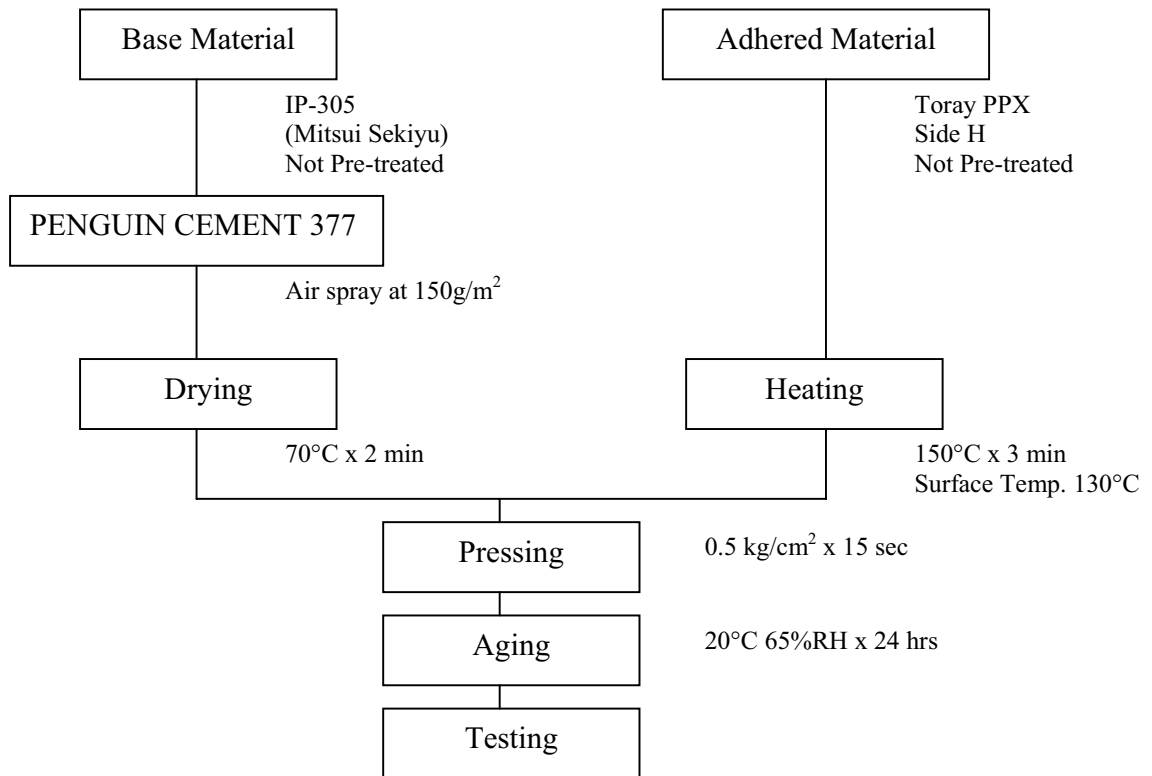 Base Material
Adhered Material
IP-305
(Mitsui Sekiyu)
Not Pre-treated
Toray PPX
Side H
Not Pre-treated
PENGUIN CEMENT 377
Air spray at 150g/m²
Drying
Heating
70°C x 2 min
150°C x 3 min
Surface Temp. 130°C
Pressing
0.5 kg/cm² x 15 sec
Aging
20°C 65%RH x 24 hrs
Testing